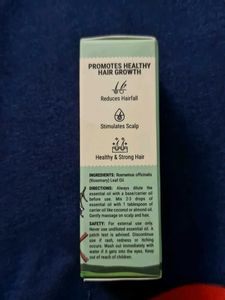 PROMOTES HEALTHY
HAIR GROWTH
Reduces Hairfall
Stimulates Scalp
Healthy & Strong Hair
INGREDIENTS: Rosmarinus officinalis
(Rosemary) Leaf Oil
DIRECTIONS: Always dilute the
essential oil with a base/carrier oil
before use. Mix 2-3 drops of
essential oil with 1 tablespoon of
carrier oil like coconut or almond oil.
Gently massage on scalp and hair.
SAFETY: For external use only.
Never use undiluted essential oil. A
patch test is advised. Discontinue
use if rash, redness or itching
occurs. Wash out immediately with
water if it gets into the eyes. Keep
out of reach of children.